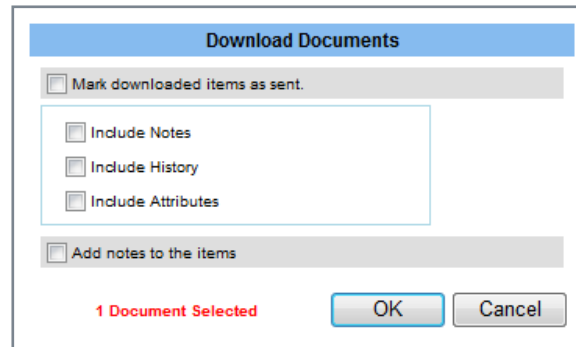 Download Documents
Mark downloaded items as sent.
Include Notes
Include History
Include Attributes
Add notes to the items
1 Document Selected OK Cancel